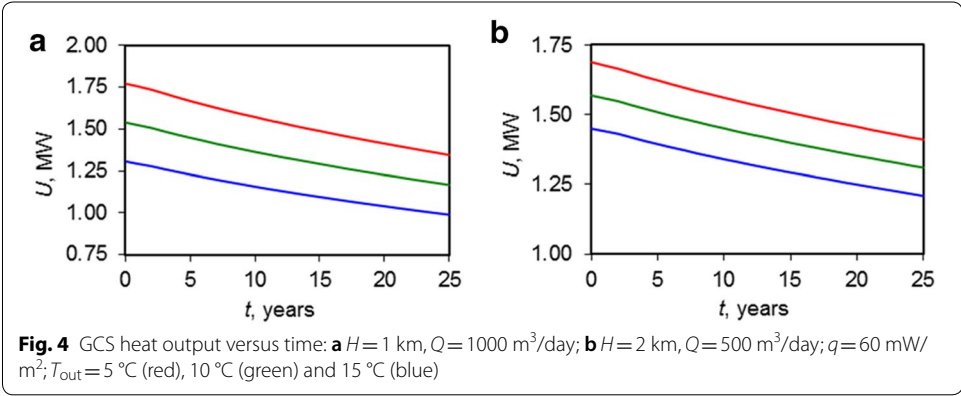 a
2.00
1.75
1.50
1.25
1.00
0.75
U, MW
0 5 10 15 20 25
t, years
b
1.75
1.50
1.25
1.00
U, MW
0 5 10 15 20 25
t, years
Fig. 4 GCS heat output versus time: a H = 1 km, Q = 1000 m³/day; b H = 2 km, Q = 500 m³/day; q = 60 mW/
m²; Tout = 5 °C (red), 10 °C (green) and 15 °C (blue)